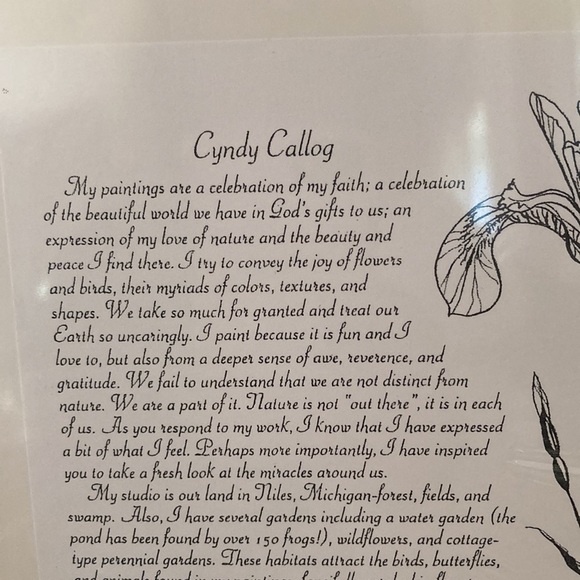 Cyndy Callog
My paintings are a celebration of my faith; a celebration
of the beautiful world we have in God's gifts to us; an
expression of my love of nature and the beauty and
peace I find there. I try to convey the joy of flowers
and birds, their myriads of colors, textures, and
shapes. We take so much for granted and treat our
Earth so uncaringly. I paint because it is fun and I
love to, but also from a deeper sense of awe, reverence, and
gratitude. We fail to understand that we are not distinct from
nature. We are a part of it. Nature is not "out there", it is in each
of us. As you respond to my work, I know that I have expressed
a bit of what I feel. Perhaps more importantly, I have inspired
you to take a fresh look at the miracles around us.
My studio is our land in Niles, Michigan-forest, fields, and
swamp. Also, I have several gardens including a water garden (the
pond has been found by over 150 frogs!), wildflowers, and cottage-
type perennial gardens. These habitats attract the birds, butterflies,
and animals found in my paintings